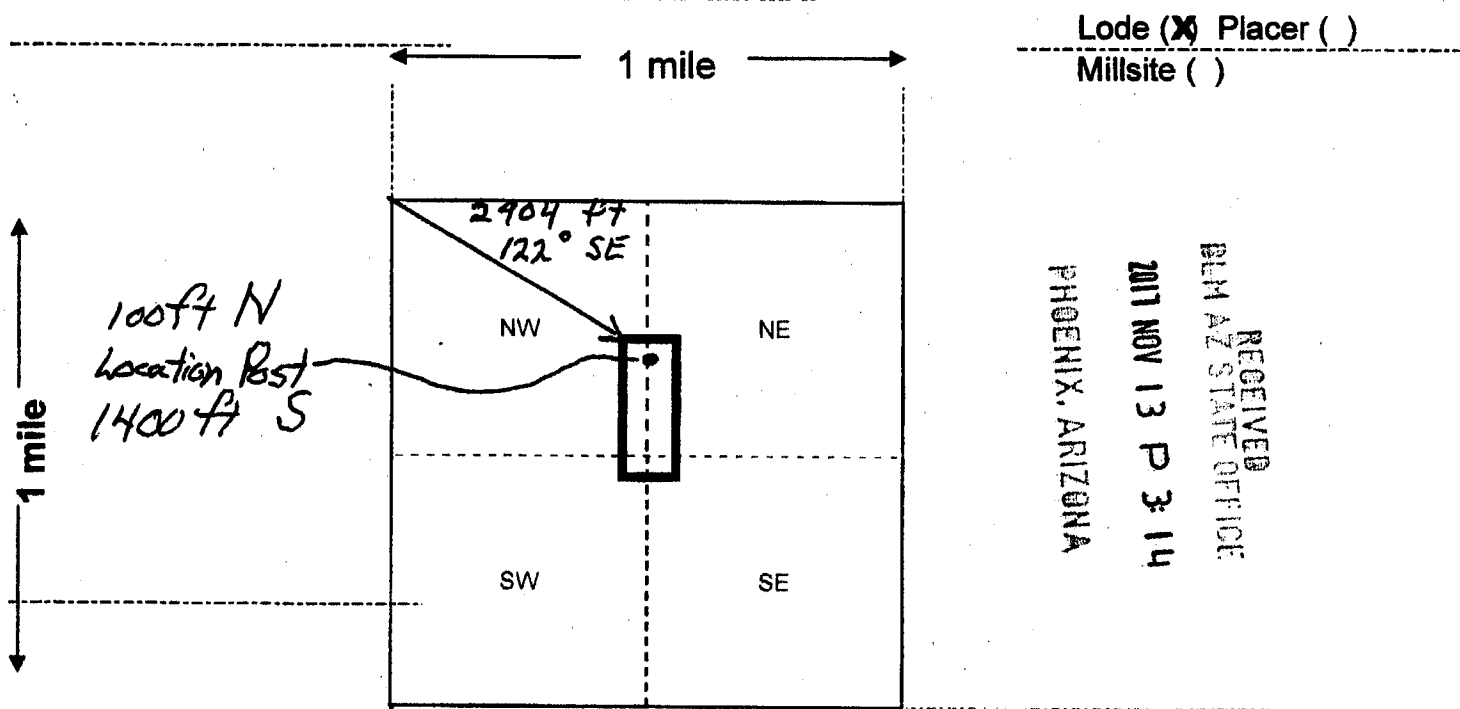 Lode (X) Placer ( )
Millsite ( )
1 mile
2904 ft
122° SE
100ft N
Location Post
1400 ft S
NW
NE
1 mile
SW
SE
RECEIVED
BLM AZ STATE OFFICE
2017 NOV 13 P 3:14
PHOENIX, ARIZONA